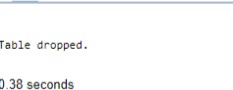 Table dropped.
0.38 seconds